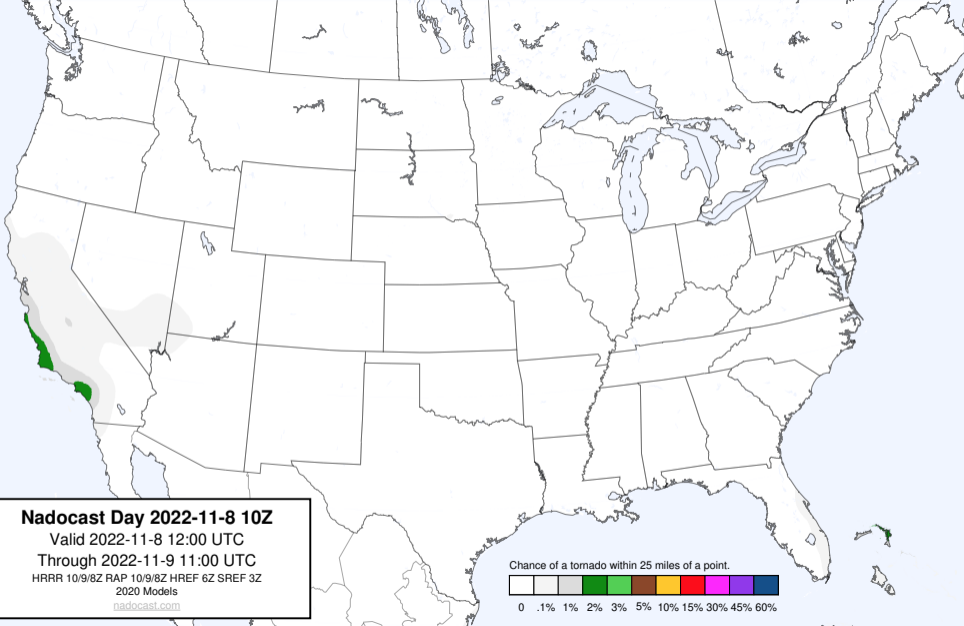 Nadocast Day 2022-11-8 10Z
Valid 2022-11-8 12:00 UTC
Through 2022-11-9 11:00 UTC
HRRR 10/9/8Z RAP 10/9/8Z HREF 6Z SREF 3Z
2020 Models
nadocast.com
Chance of a tornado within 25 miles of a point.
0 .1% 1% 2% 3% 5% 10% 15% 30% 45% 60%